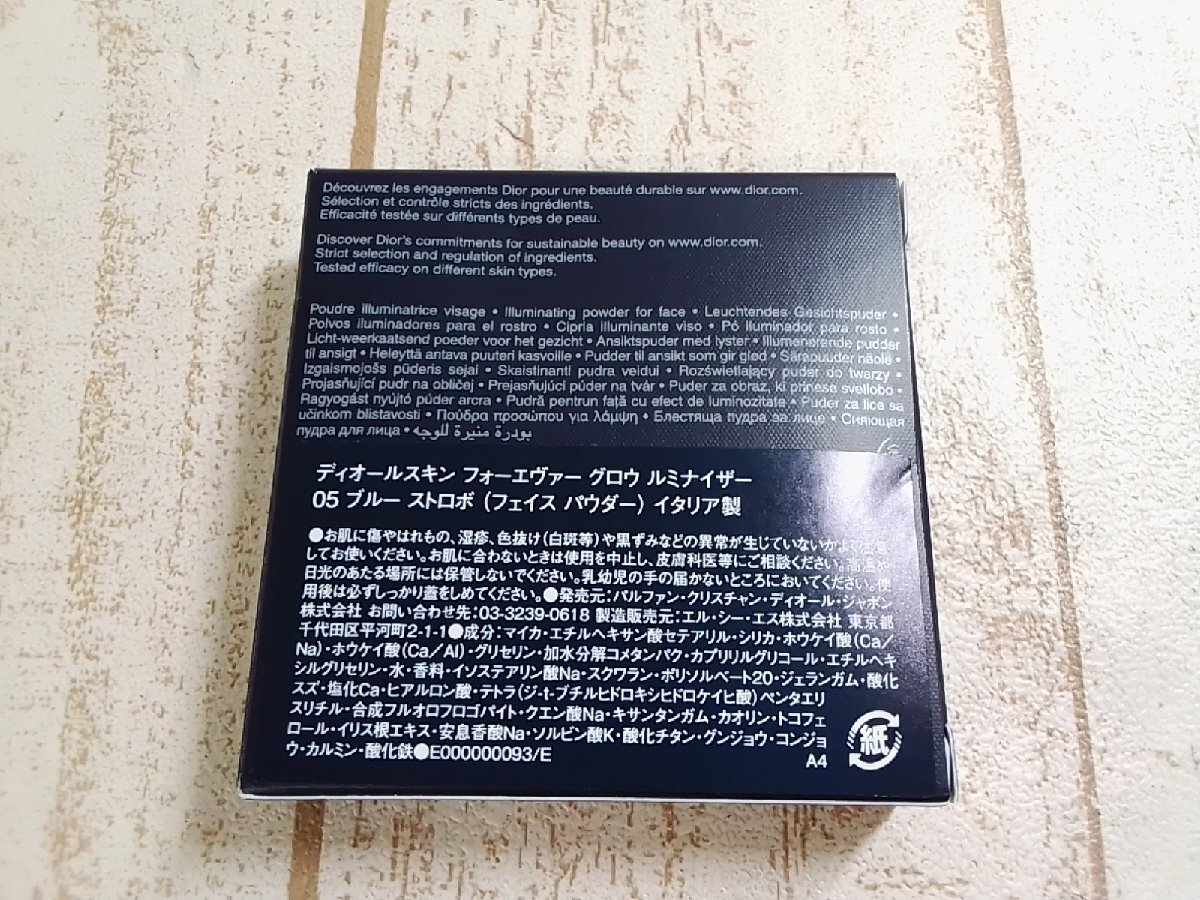 Découvrez les engagements Dior pour une beauté durable sur www.dior.com.
Sélection et contrôle stricts des ingrédients.
Efficacité testée sur différents types de peau.
Discover Dior's commitments for sustainable beauty on www.dior.com.
Strict selection and regulation of ingredients.
Tested efficacy on different skin types.
Poudre illuminatrice visage • Illuminating powder for face • Leuchtendes Gesichtspuder •
Polvos iluminadores para el rostro • Cipria illuminante viso • Pó iluminador para rosto •
Licht-weerkaatsend poeder voor het gezicht • Ansiktspuder med lyster • Illumenerende pudder
til ansigt • Heleyttä antava puuteri kasvoille • Pudder til ansikt som gir glød • Särapuuder näole •
Izgaismojošs pūderis sejai • Skaistinanti pudra veidui • Rozświetlający puder do twarzy •
Projasňující pudr na obličej • Prejasňujúci púder na tvár • Puder za obraz, ki prinese svetlobo •
Ragyogást nyújtó púder arcra • Pudră pentrun față cu efect de luminozitate • Puder za lice sa
učinkom blistavosti • Πούδρα προσώπου για λάμψη • Блестяща пудра за лице • Сияющая
пудра для лица • بودرة منيرة للوجه
ディオールスキン フォーエヴァー グロウ ルミナイザー
05 ブルー ストロボ (フェイス パウダー) イタリア製
●お肌に傷やはれもの、湿疹、色抜け(白斑等)や黒ずみなどの異常が生じていないかよく注意
してお使いください。お肌に合わないときは使用を中止し、皮膚科医等にご相談ください。高温や
日光のあたる場所には保管しないでください。乳幼児の手の届かないところにおいてください。使
用後は必ずしっかり蓋をしめてください。●発売元:パルファン・クリスチャン・ディオール・ジャポン
株式会社 お問い合わせ先:03-3239-0618 製造販売元:エル・シー・エス株式会社 東京都
千代田区平河町2-1-1●成分:マイカ・エチルヘキサン酸セテアリル・シリカ・ホウケイ酸(Ca/
Na)・ホウケイ酸(Ca/Al)・グリセリン・加水分解コメタンパク・カプリリルグリコール・エチルヘキ
シルグリセリン・水・香料・イソステアリン酸Na・スクワラン・ポリソルベート20・ジェランガム・酸化
スズ・塩化Ca・ヒアルロン酸・テトラ(ジ-t-ブチルヒドロキシヒドロケイヒ酸)ペンタエリ
スリチル・合成フルオロフロゴパイト・クエン酸Na・キサンタンガム・カオリン・トコフェ
ロール・イリス根エキス・安息香酸Na・ソルビン酸K・酸化チタン・グンジョウ・コンジョ
ウ・カルミン・酸化鉄●E000000093/E
A4
紙